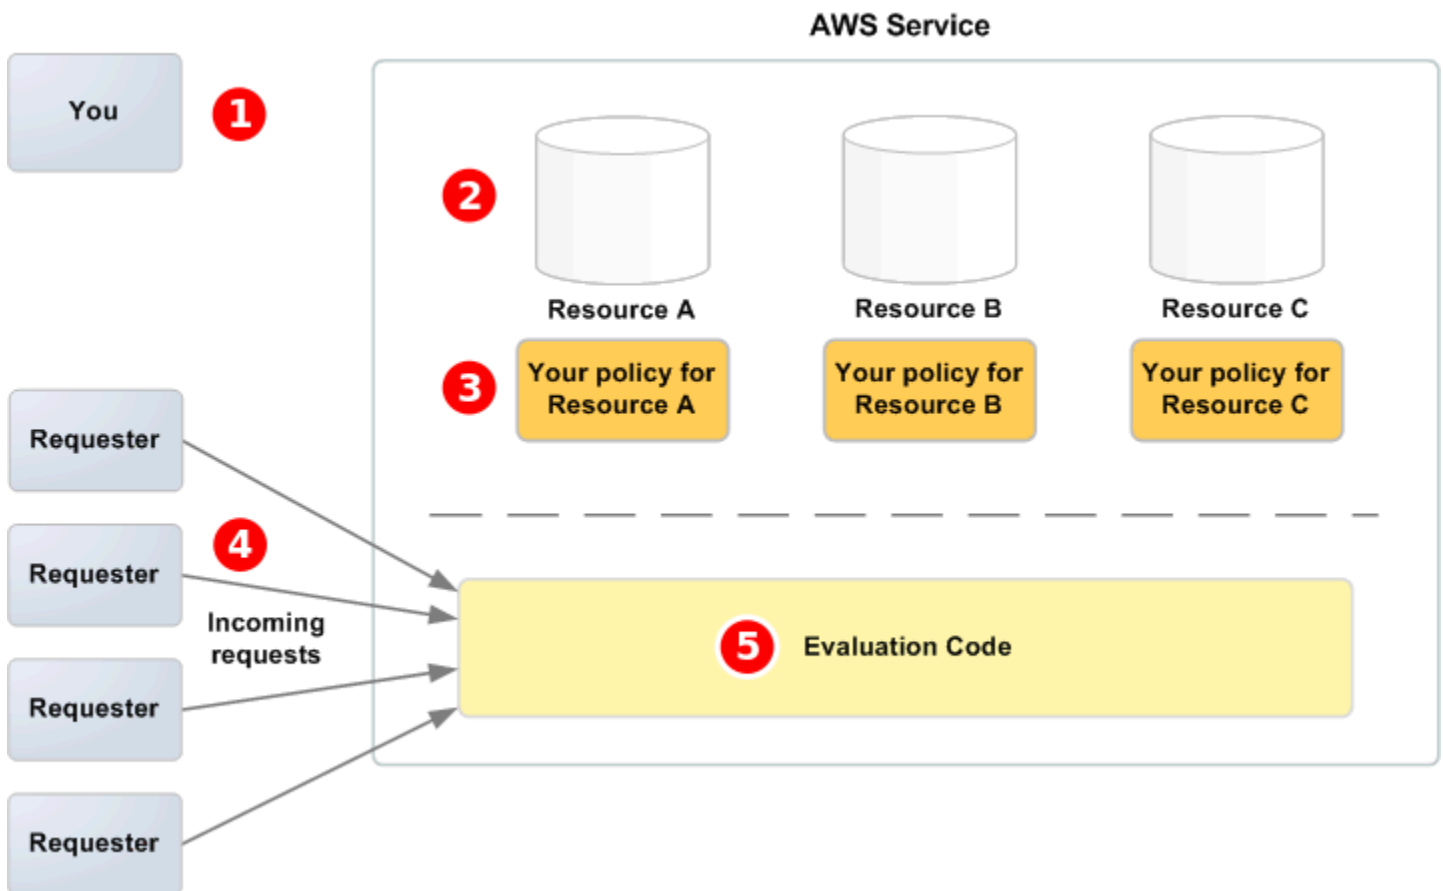 AWS Service
You
1
2
Resource A
Resource B
Resource C
3
Your policy for
Resource A
Your policy for
Resource B
Your policy for
Resource C
Requester
4
Requester
Incoming
requests
5
Evaluation Code
Requester
Requester